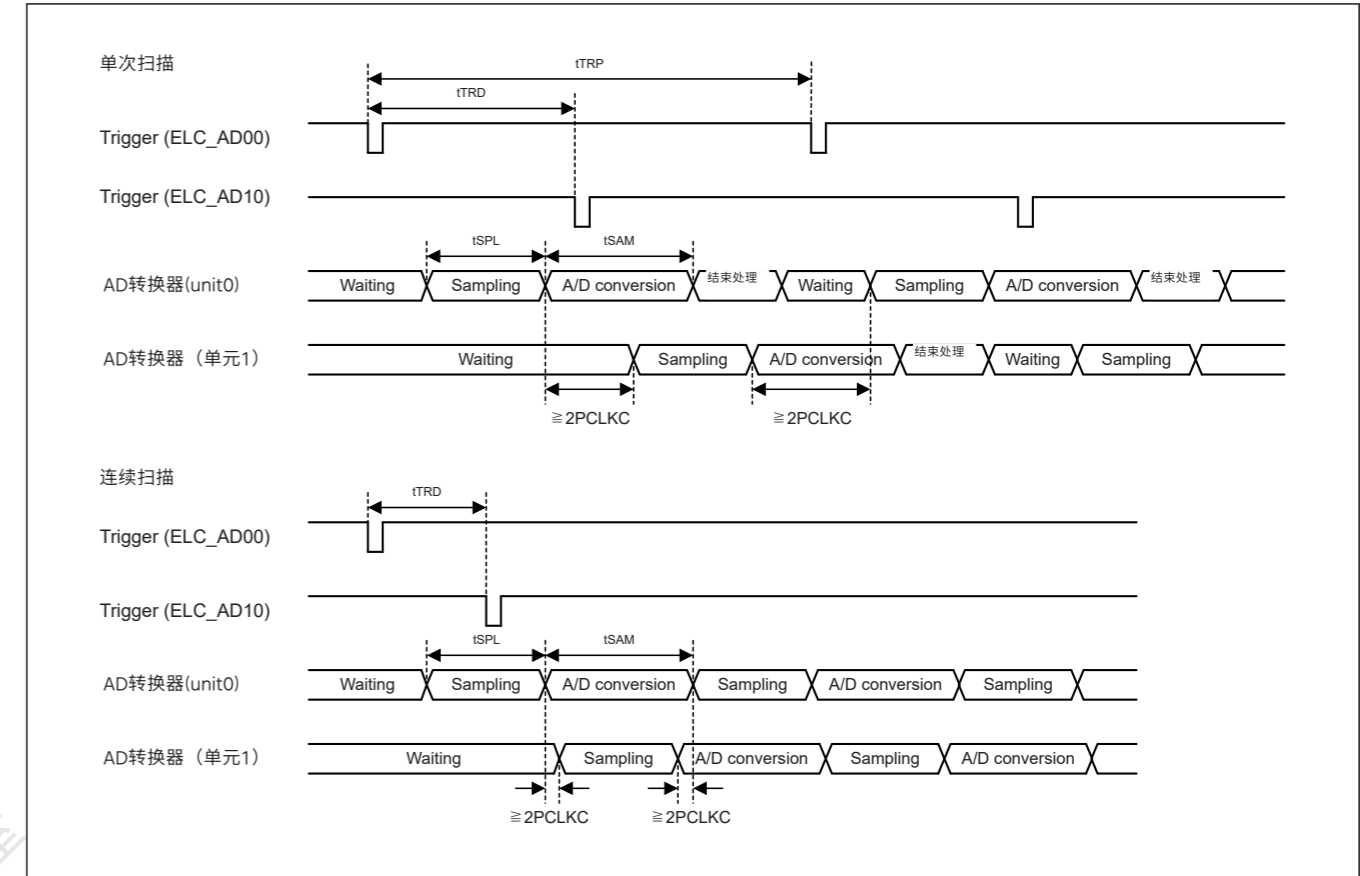 单次扫描
tTRP
tTRD
Trigger (ELC_AD00)
Trigger (ELC_AD10)
tSPL tSAM
AD转换器(unit0) Waiting Sampling A/D conversion 结束处理 Waiting Sampling A/D conversion 结束处理
AD转换器（单元1） Waiting Sampling A/D conversion 结束处理 Waiting Sampling
≧2PCLKC ≧2PCLKC
连续扫描
tTRD
Trigger (ELC_AD00)
Trigger (ELC_AD10)
tSPL tSAM
AD转换器(unit0) Waiting Sampling A/D conversion Sampling A/D conversion Sampling
AD转换器（单元1） Waiting Sampling A/D conversion Sampling A/D conversion
≧2PCLKC ≧2PCLKC